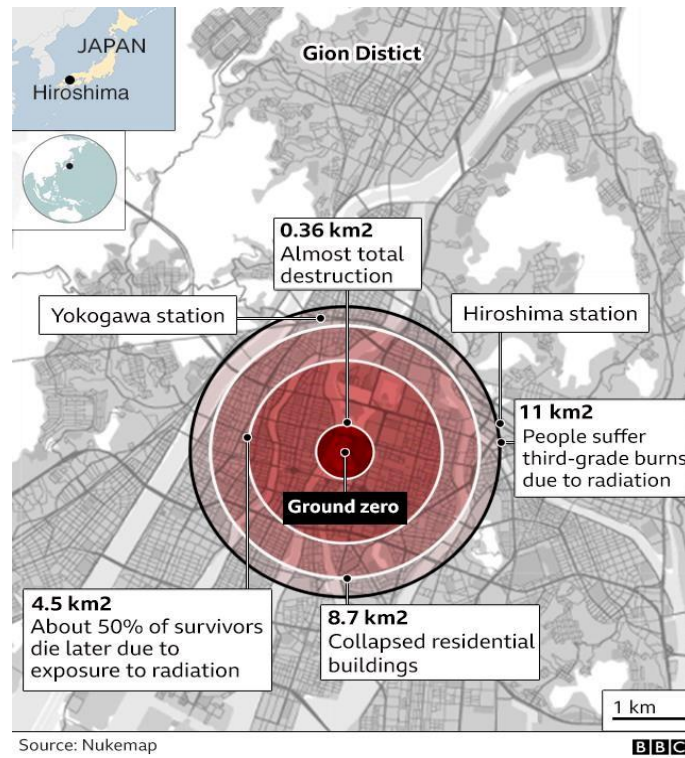 JAPAN
Hiroshima
Gion Distict
0.36 km2
Almost total
destruction
Yokogawa station
Hiroshima station
11 km2
People suffer
third-grade burns
due to radiation
Ground zero
4.5 km2
About 50% of survivors
die later due to
exposure to radiation
8.7 km2
Collapsed residential
buildings
1 km
Source: Nukemap
BBC